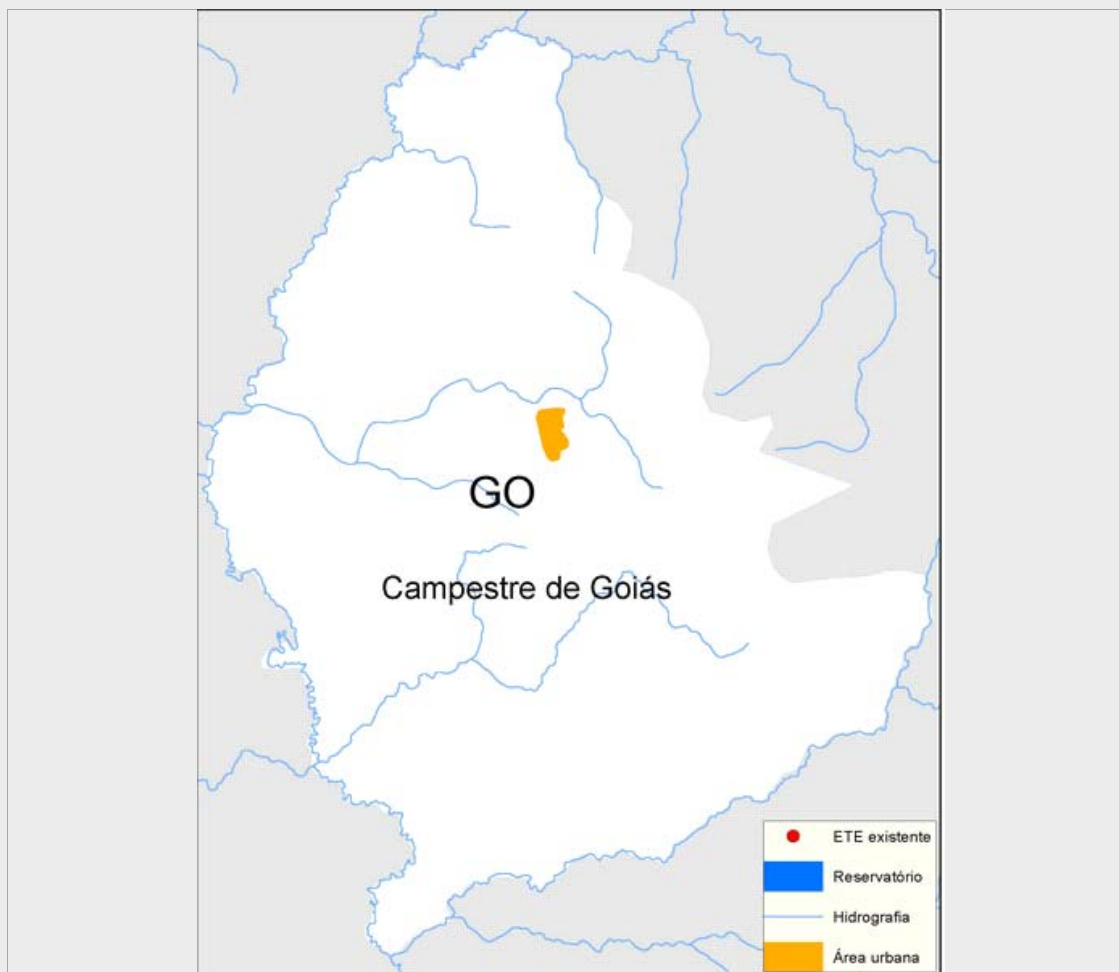 GO
Campestre de Goiás
ETE existente
Reservatório
Hidrografia
Área urbana